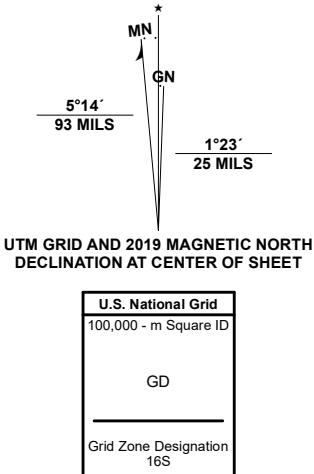 MN
GN
5°14´
93 MILS
1°23´
25 MILS
UTM GRID AND 2019 MAGNETIC NORTH
DECLINATION AT CENTER OF SHEET
U.S. National Grid
100,000 - m Square ID
GD
Grid Zone Designation
16S